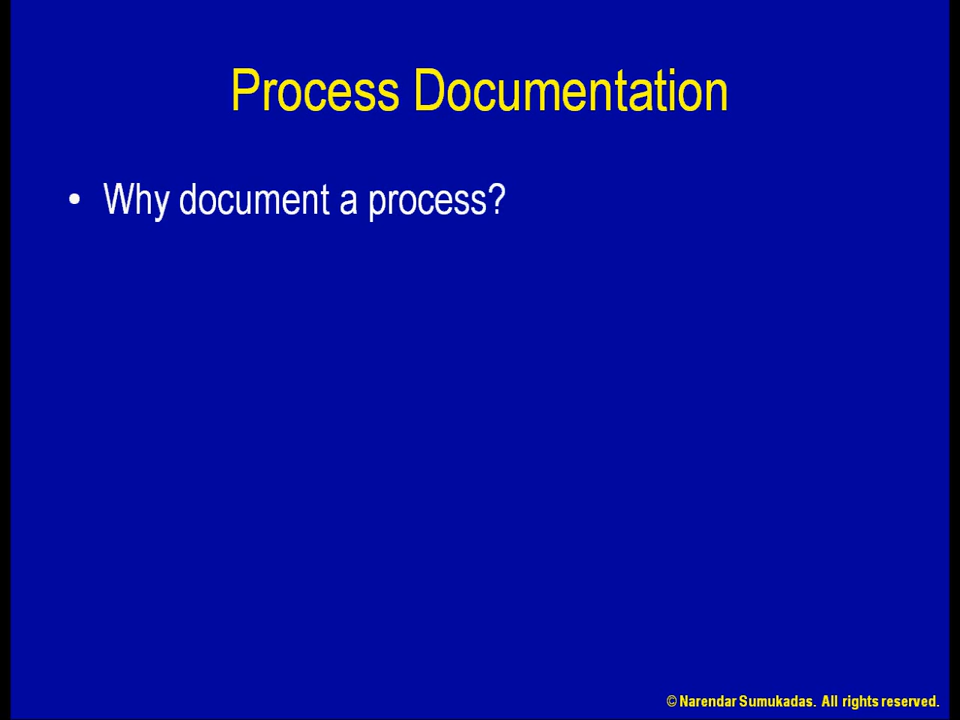 Process Documentation
• Why document a process?
© Narendar Sumukadas. All rights reserved.